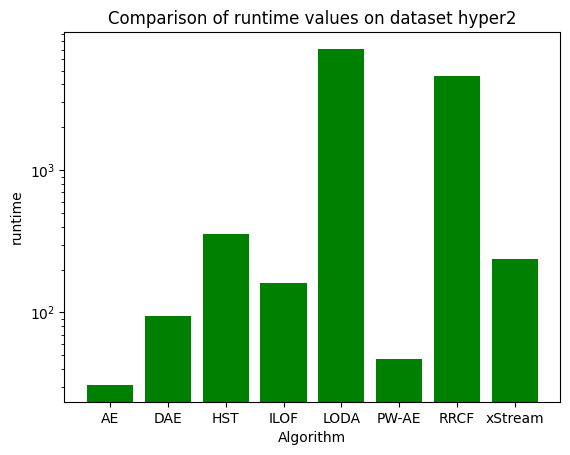 Comparison of runtime values on dataset hyper2
runtime
10³
10²
AE DAE HST ILOF LODA PW-AE RRCF xStream
Algorithm